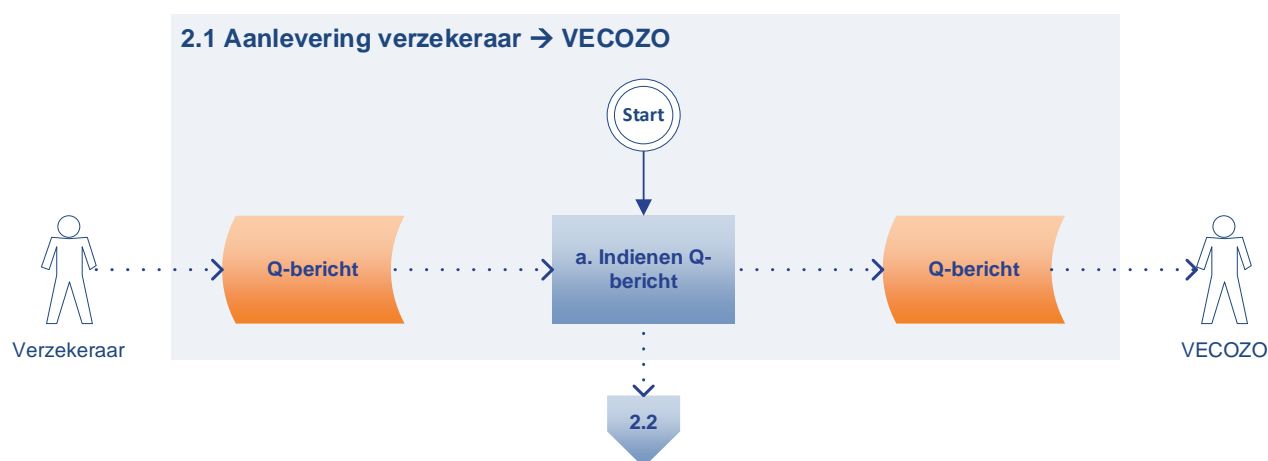 2.1 Aanlevering verzekeraar → VECOZO
Start
Q-bericht
a. Indienen Q-
bericht
Q-bericht
Verzekeraar
VECOZO
2.2